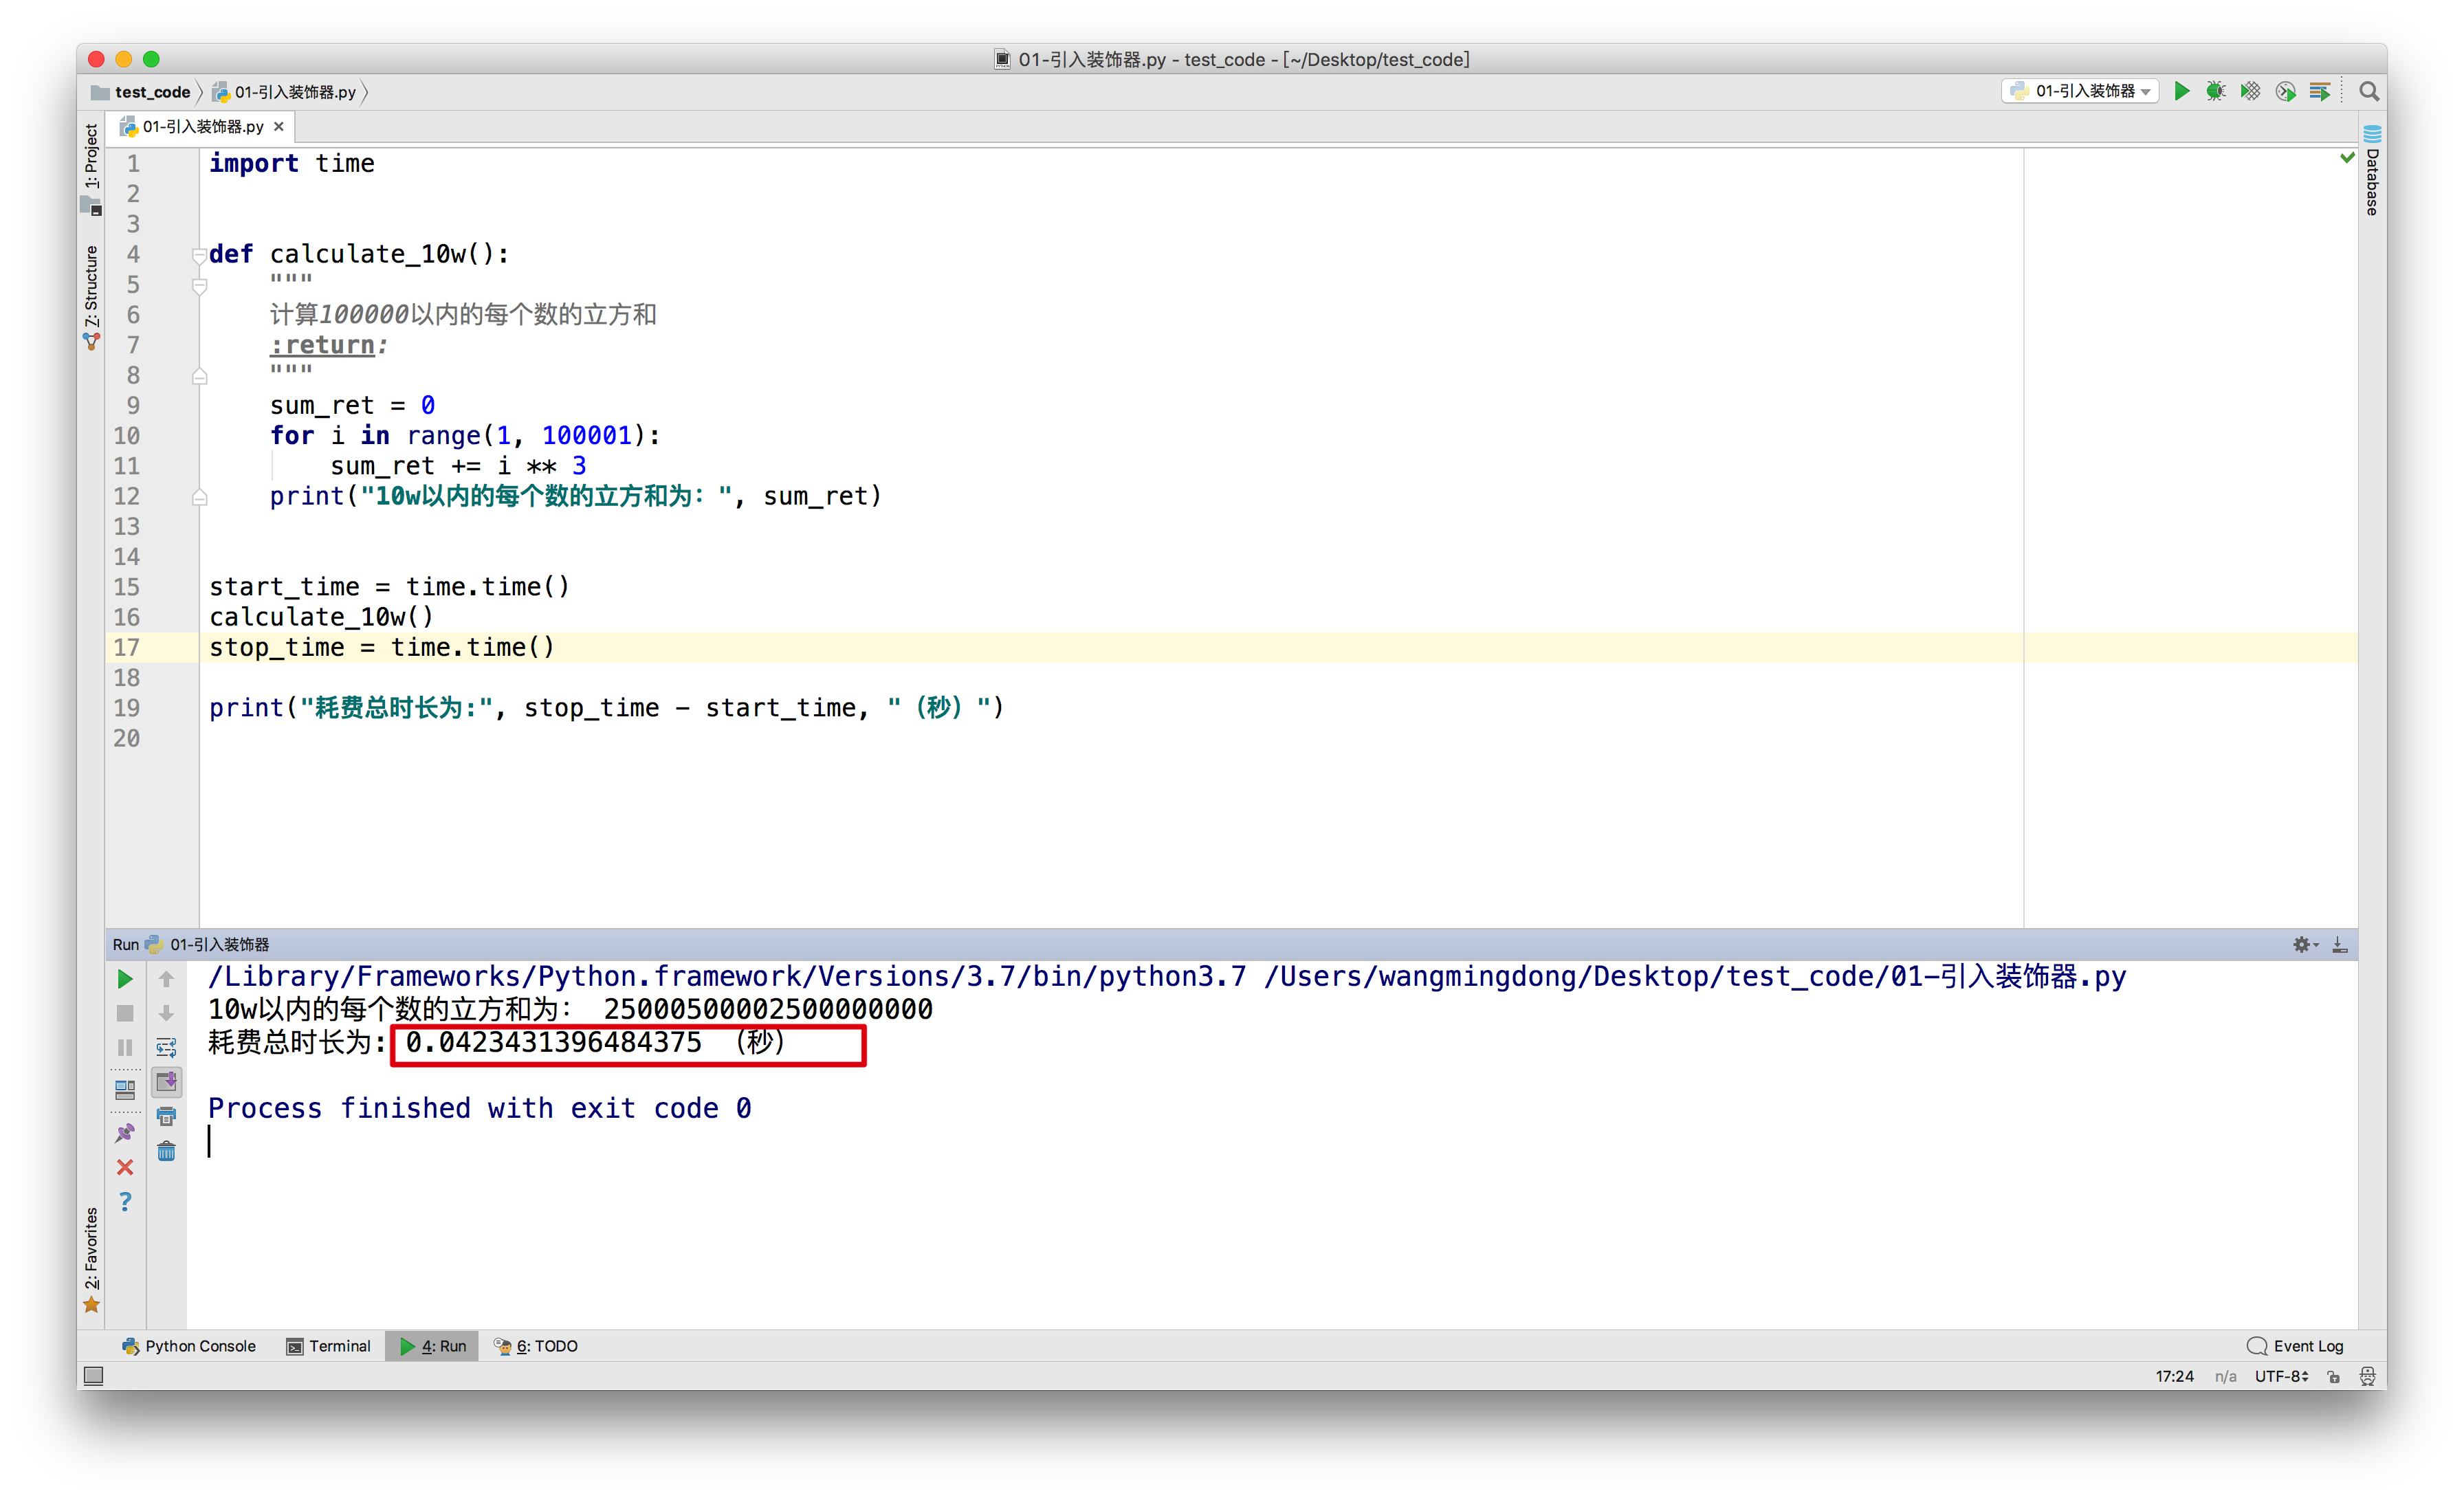 01-引入装饰器.py - test_code - [~/Desktop/test_code]
test_code 01-引入装饰器.py
01-引入装饰器
01-引入装饰器.py ×
1: Project
7: Structure
2: Favorites
Database
1 import time
2
3
4 def calculate_10w():
5     """
6     计算100000以内的每个数的立方和
7     :return:
8     """
9     sum_ret = 0
10     for i in range(1, 100001):
11         sum_ret += i ** 3
12     print("10w以内的每个数的立方和为：", sum_ret)
13
14
15 start_time = time.time()
16 calculate_10w()
17 stop_time = time.time()
18
19 print("耗费总时长为:", stop_time - start_time, "（秒）")
20
Run 01-引入装饰器
/Library/Frameworks/Python.framework/Versions/3.7/bin/python3.7 /Users/wangmingdong/Desktop/test_code/01-引入装饰器.py
10w以内的每个数的立方和为： 25000500002500000000
耗费总时长为: 0.0423431396484375 （秒）
Process finished with exit code 0
Python Console Terminal 4: Run 6: TODO Event Log
17:24 n/a UTF-8